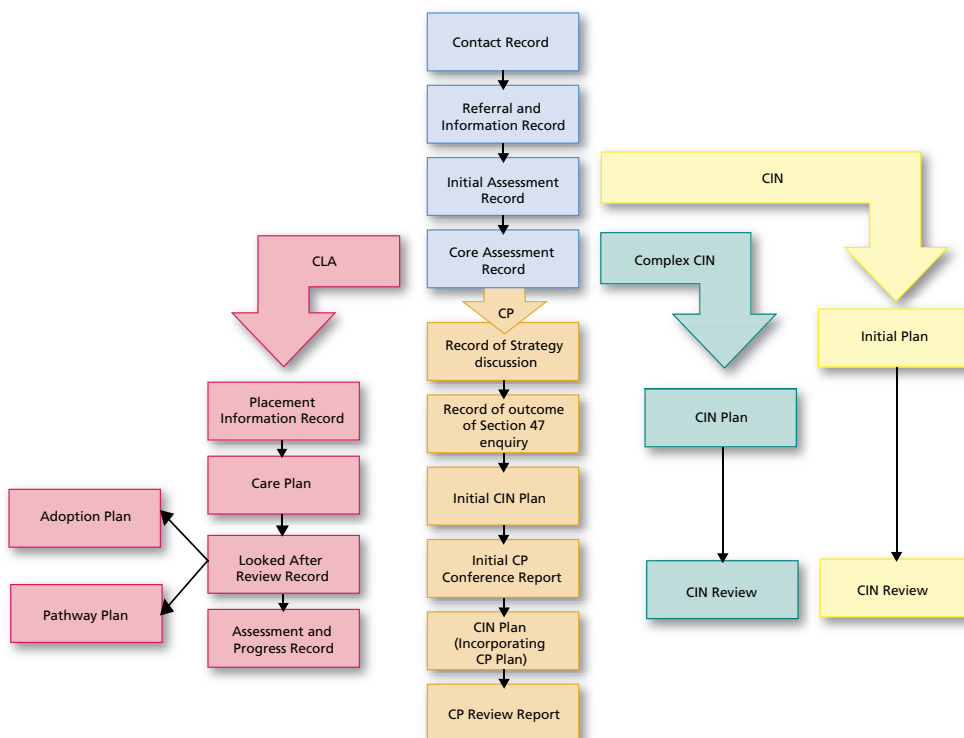 Contact Record
Referral and
Information Record
Initial Assessment
Record
Core Assessment
Record
CIN
CLA
Complex CIN
CP
Record of Strategy
discussion
Record of outcome
of Section 47
enquiry
Initial CIN Plan
Initial CP
Conference Report
CIN Plan
(Incorporating
CP Plan)
CP Review Report
Placement
Information Record
Care Plan
Looked After
Review Record
Assessment and
Progress Record
Adoption Plan
Pathway Plan
CIN Plan
CIN Review
Initial Plan
CIN Review